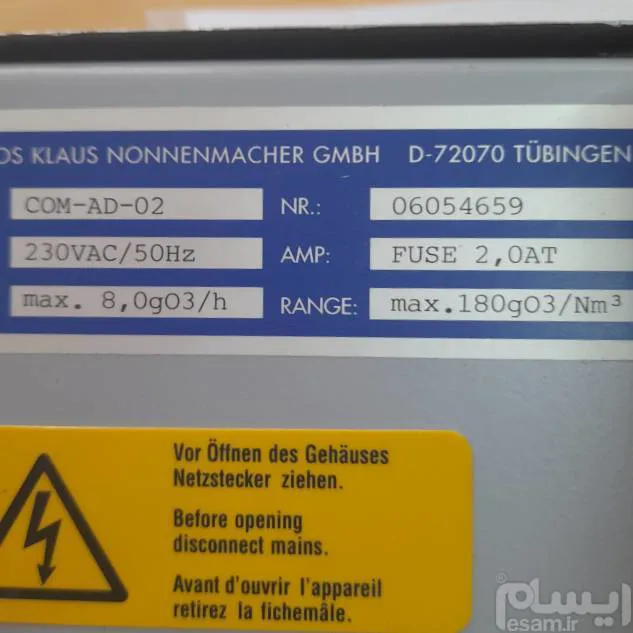 OS KLAUS NONNENMACHER GMBH D-72070 TÜBINGEN
COM-AD-02 NR.: 06054659
230VAC/50Hz AMP: FUSE 2,0AT
max. 8,0gO3/h RANGE: max.180gO3/Nm³
Vor Öffnen des Gehäuses
Netzstecker ziehen.
Before opening
disconnect mains.
Avant d'ouvrir l'appareil
retirez la fichemâle.
ایسام
esam.ir